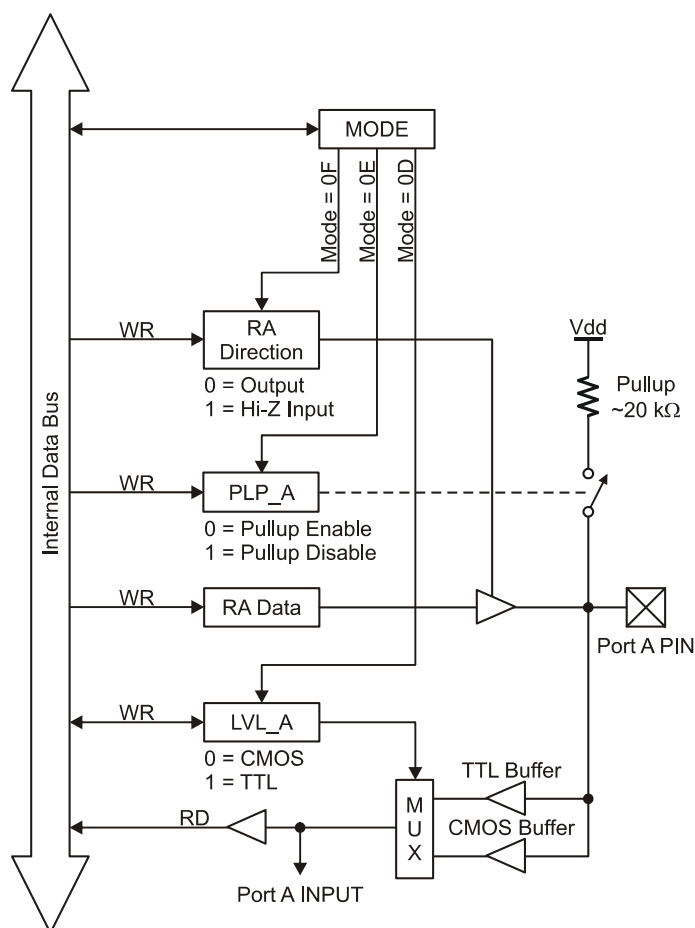 MODE
Mode = 0F
Mode = 0E
Mode = 0D
Internal Data Bus
WR
RA
Direction
0 = Output
1 = Hi-Z Input
Vdd
Pullup
~20 kΩ
WR
PLP_A
0 = Pullup Enable
1 = Pullup Disable
WR
RA Data
Port A PIN
WR
LVL_A
0 = CMOS
1 = TTL
TTL Buffer
M
U
X
CMOS Buffer
RD
Port A INPUT